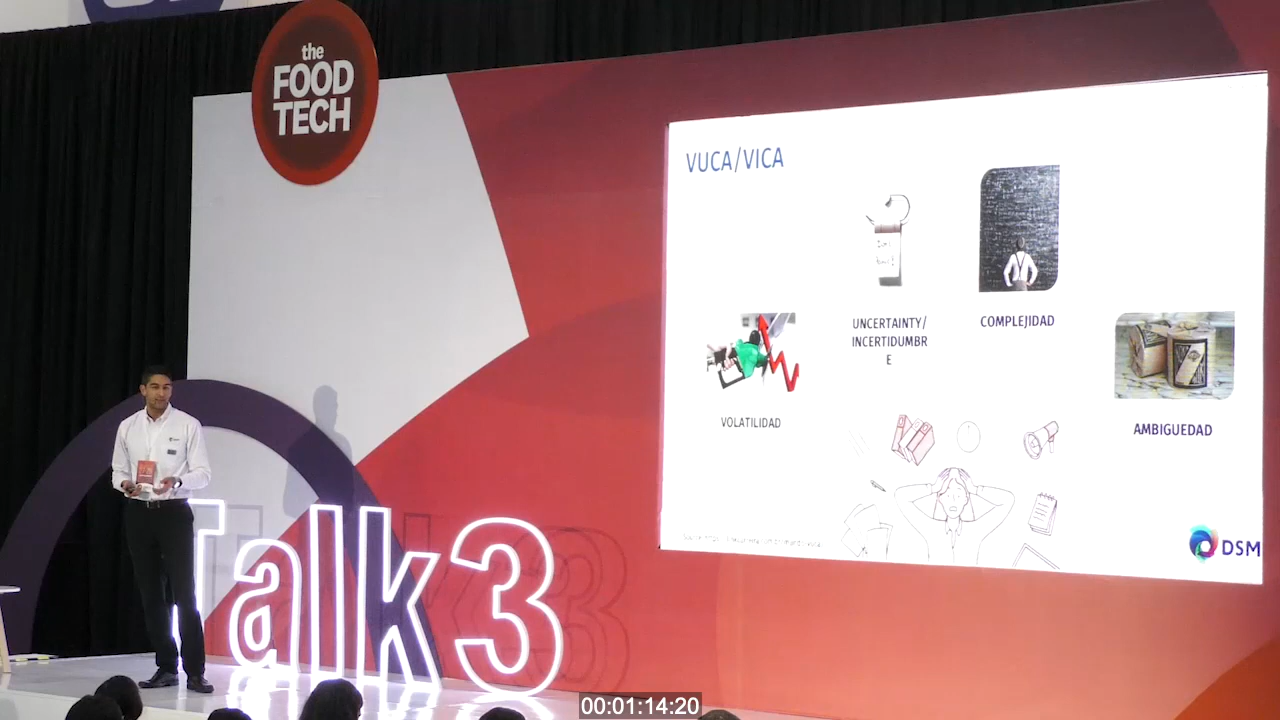 the
FOOD
TECH
VUCA/VICA
UNCERTAINTY/
INCERTIDUMBR
E
COMPLEJIDAD
VOLATILIDAD
AMBIGUEDAD
DSM
Talk3
00:01:14:20